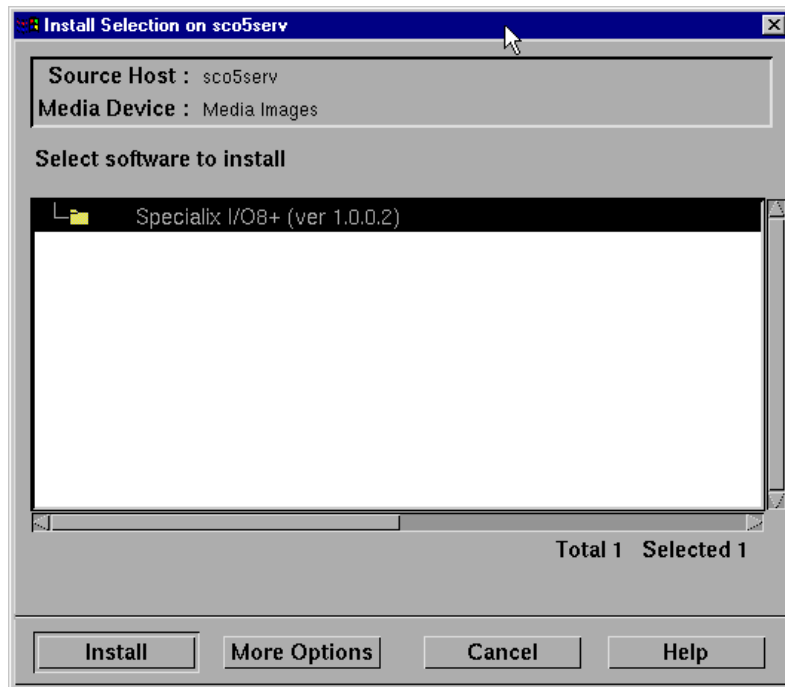 Install Selection on sco5serv
Source Host : sco5serv
Media Device : Media Images
Select software to install
Specialix I/O8+ (ver 1.0.0.2)
Total 1 Selected 1
Install More Options Cancel Help